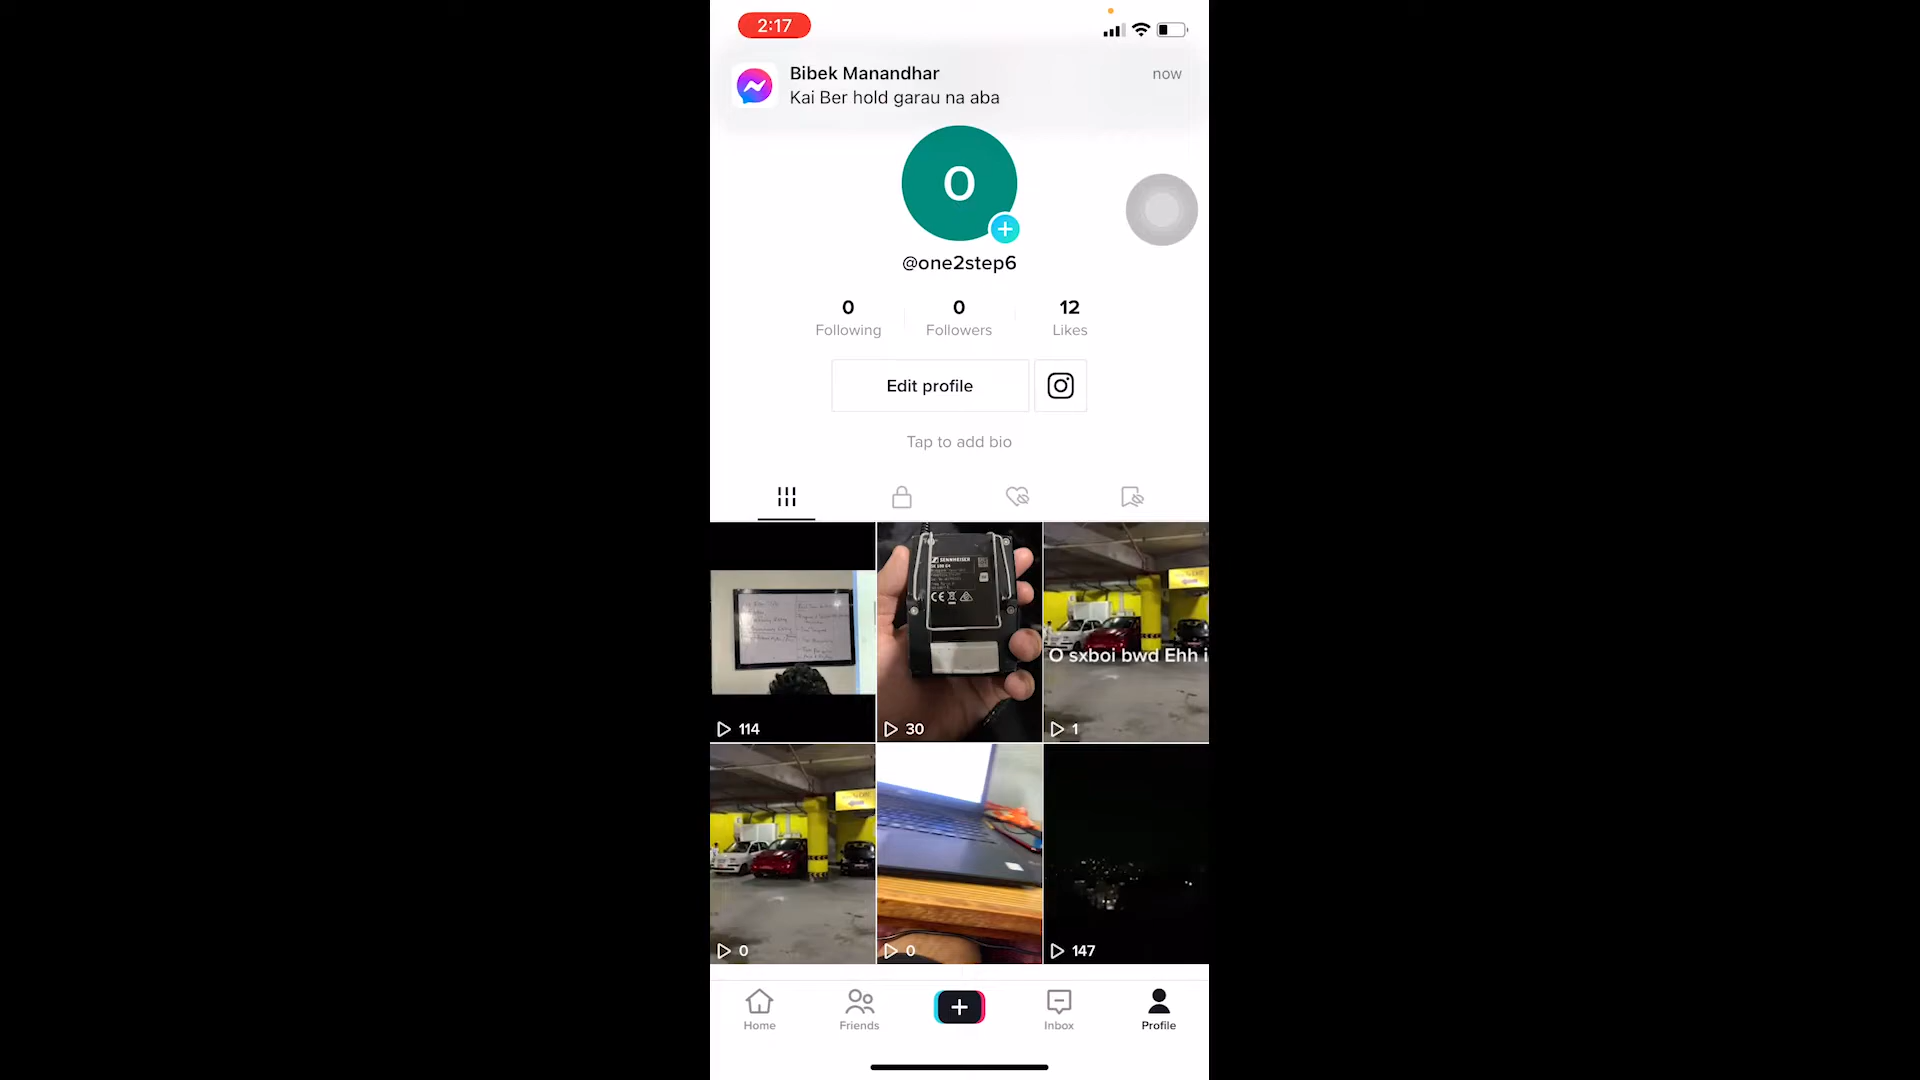 2:17
Bibek Manandhar
now
Kai Ber hold garau na aba
O
@one2step6
0
0
12
Following
Followers
Likes
Edit profile
Tap to add bio
SENNHEISER
O sxboi bwd Ehh i
114
30
1
0
0
147
Home
Friends
Inbox
Profile